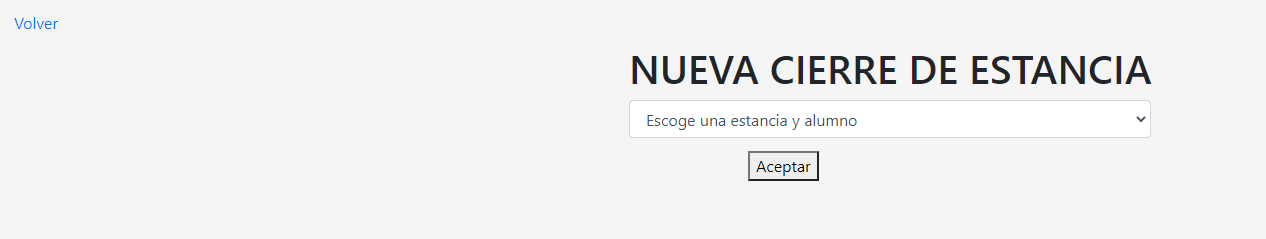 Volver
NUEVA CIERRE DE ESTANCIA
Escoge una estancia y alumno
Aceptar